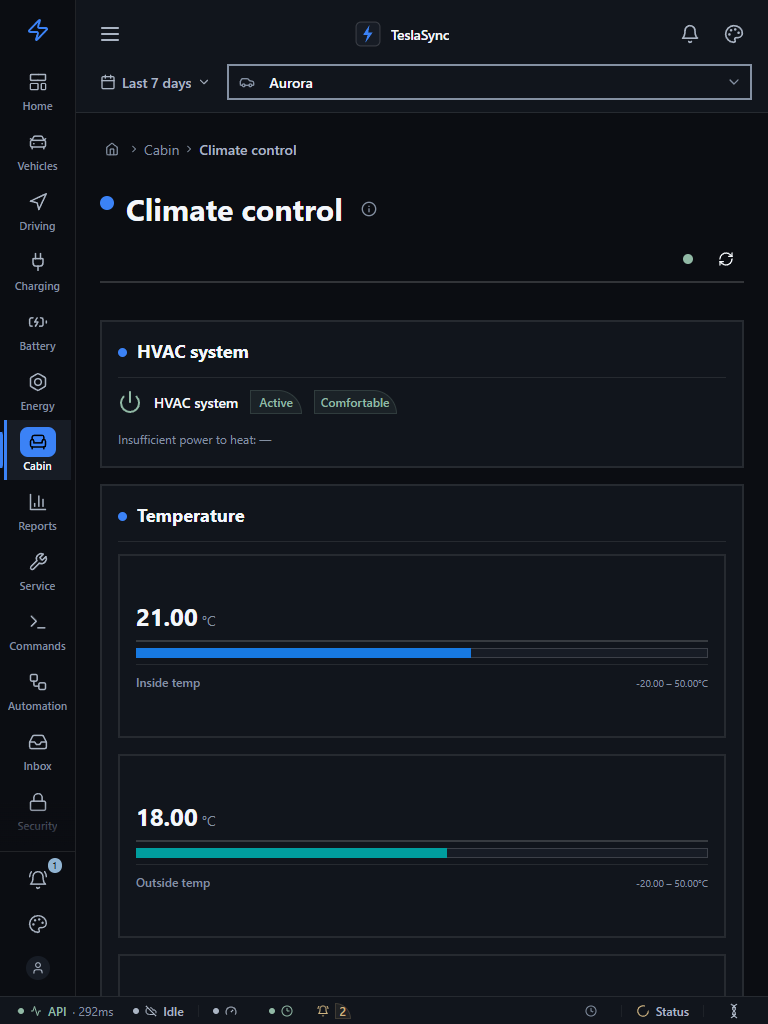 TeslaSync
Last 7 days
Aurora
Home
Vehicles
Driving
Charging
Battery
Energy
Cabin
Reports
Service
Commands
Automation
Inbox
Security
1
Cabin
Climate control
Climate control
HVAC system
HVAC system Active Comfortable
Insufficient power to heat: —
Temperature
21.00 °C
Inside temp -20.00 – 50.00°C
18.00 °C
Outside temp -20.00 – 50.00°C
API · 292ms Idle 2 Status